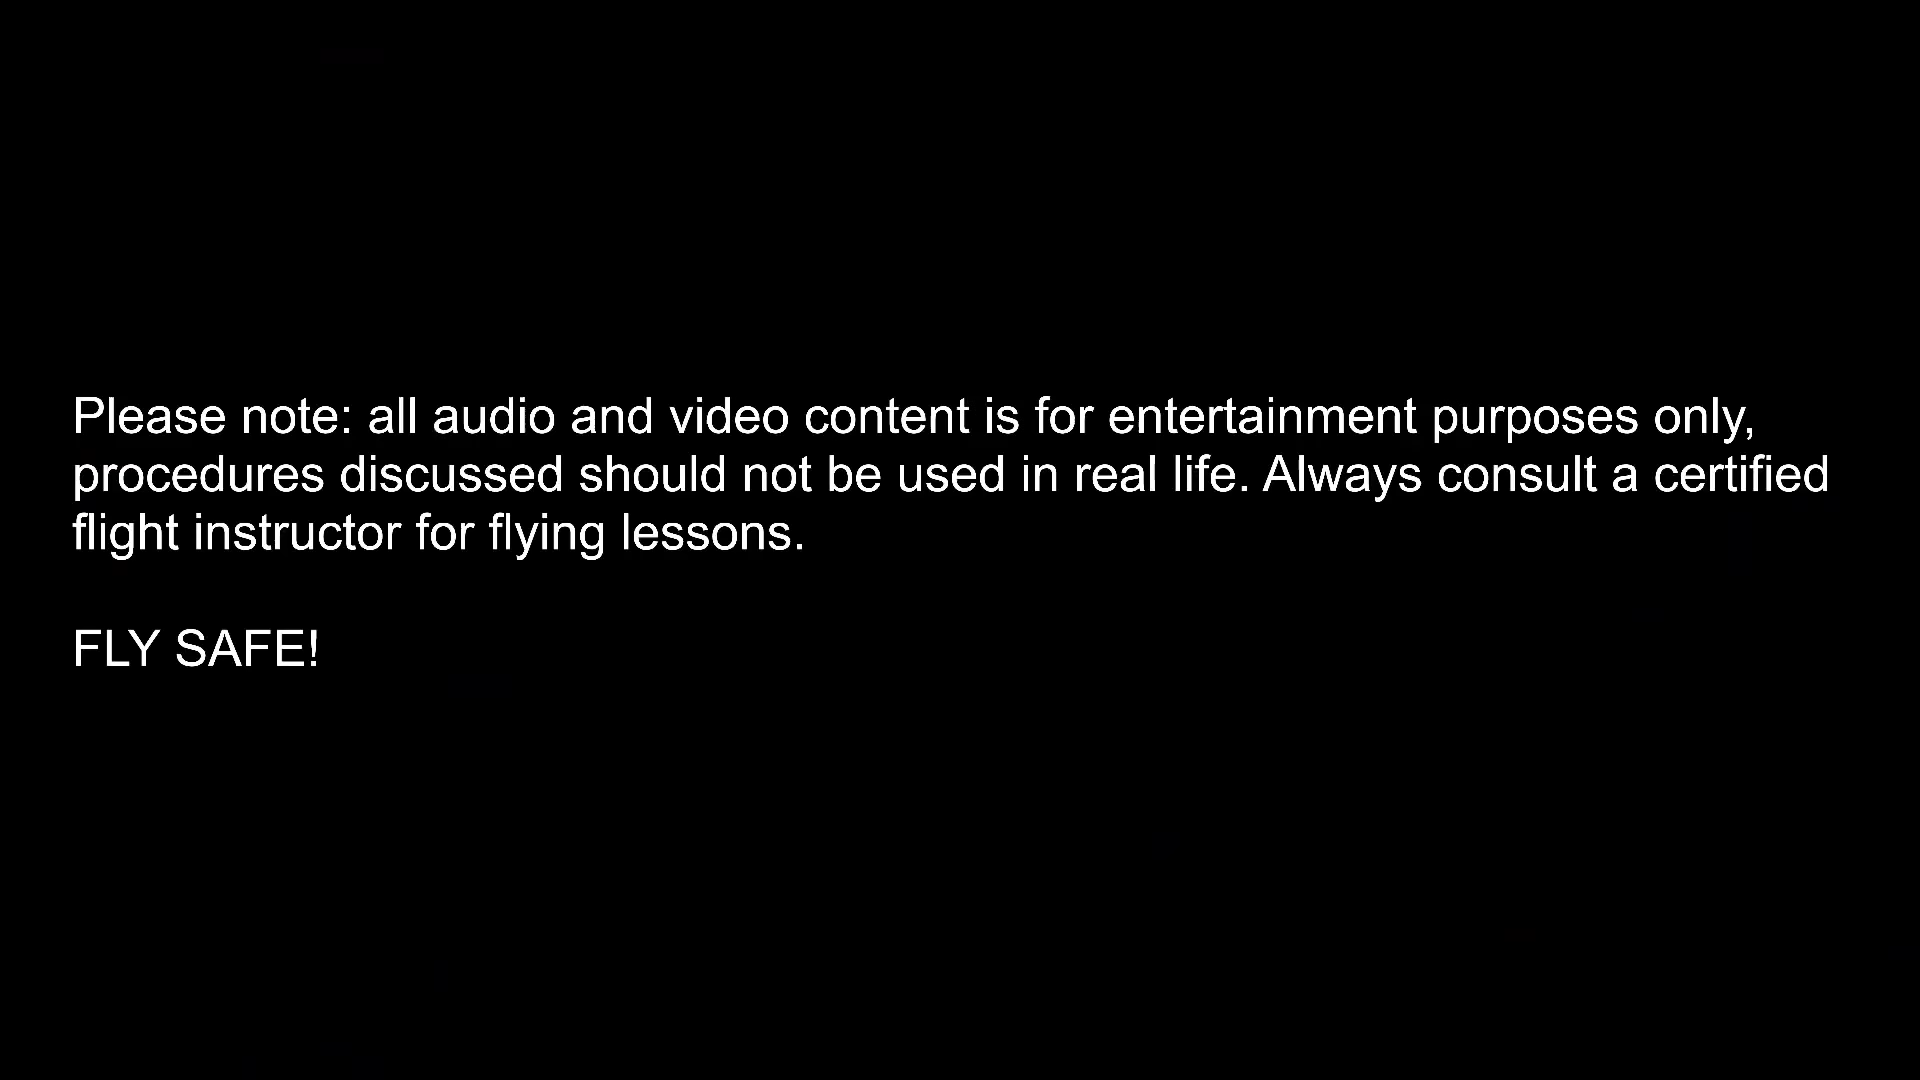 Please note: all audio and video content is for entertainment purposes only,
procedures discussed should not be used in real life. Always consult a certified
flight instructor for flying lessons.
FLY SAFE!